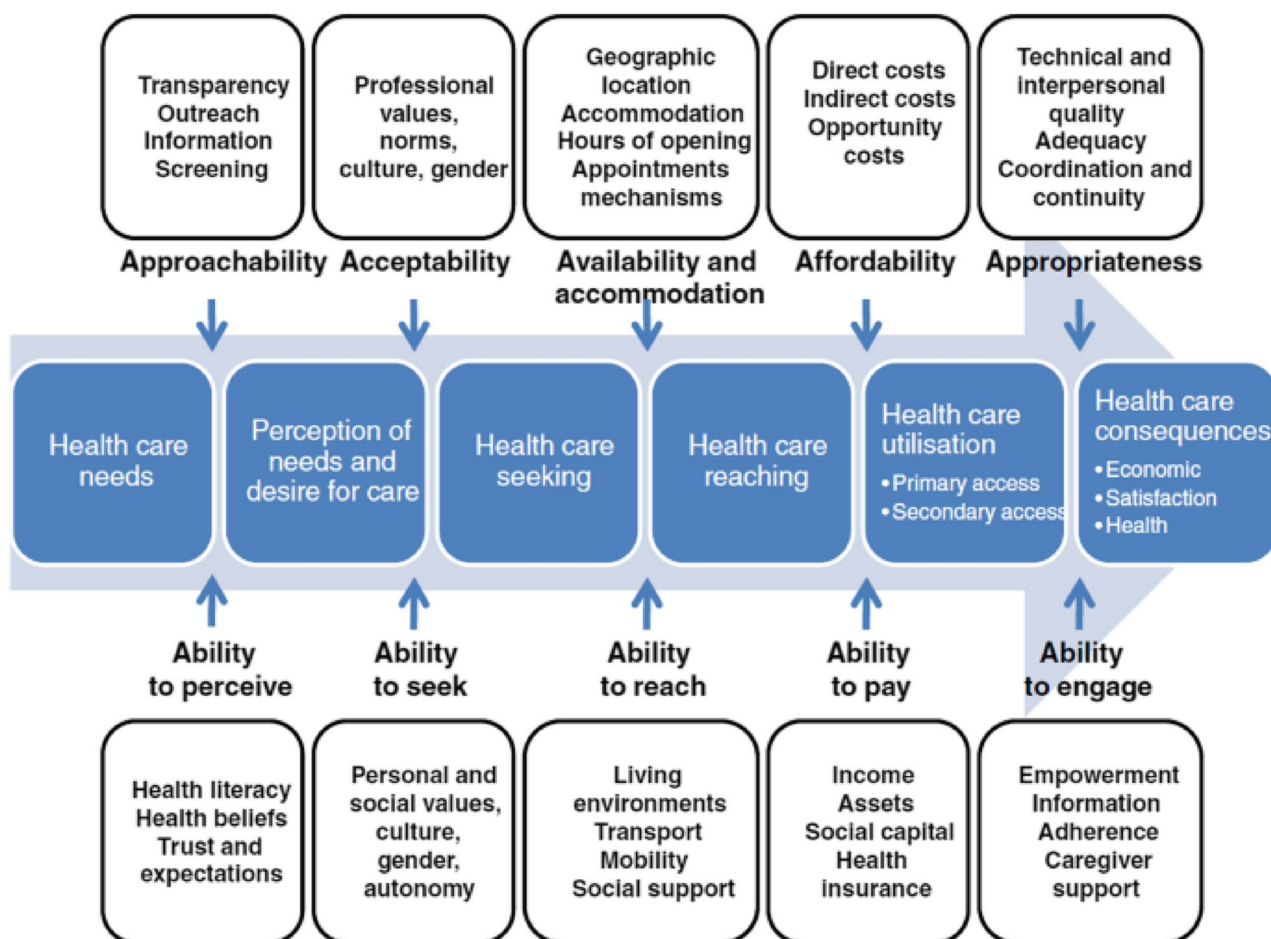 Transparency
Outreach
Information
Screening
Professional
values,
norms,
culture, gender
Geographic
location
Accommodation
Hours of opening
Appointments
mechanisms
Direct costs
Indirect costs
Opportunity
costs
Technical and
interpersonal
quality
Adequacy
Coordination and
continuity
Approachability
Acceptability
Availability and
accommodation
Affordability
Appropriateness
Health care
needs
Perception of
needs and
desire for care
Health care
seeking
Health care
reaching
Health care
utilisation
•Primary access
•Secondary access
Health care
consequences
•Economic
•Satisfaction
•Health
Ability
to perceive
Ability
to seek
Ability
to reach
Ability
to pay
Ability
to engage
Health literacy
Health beliefs
Trust and
expectations
Personal and
social values,
culture,
gender,
autonomy
Living
environments
Transport
Mobility
Social support
Income
Assets
Social capital
Health
insurance
Empowerment
Information
Adherence
Caregiver
support